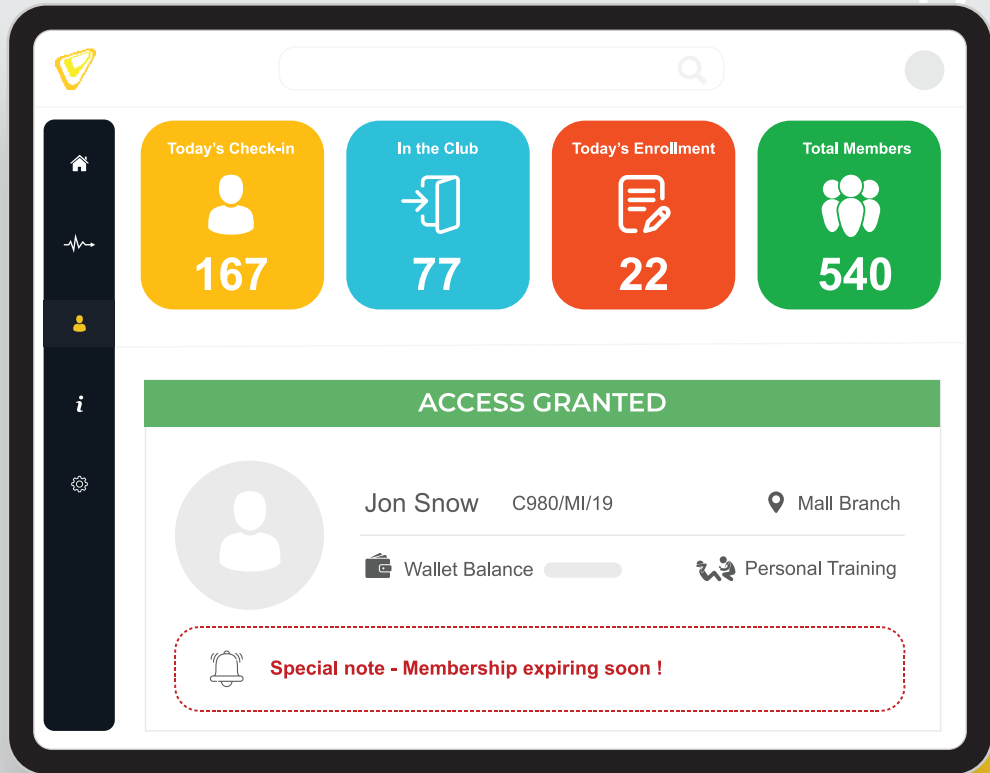 Today's Check-in
In the Club
Today's Enrollment
Total Members
167
77
22
540
ACCESS GRANTED
Jon Snow C980/MI/19 Mall Branch
Wallet Balance Personal Training
Special note - Membership expiring soon !